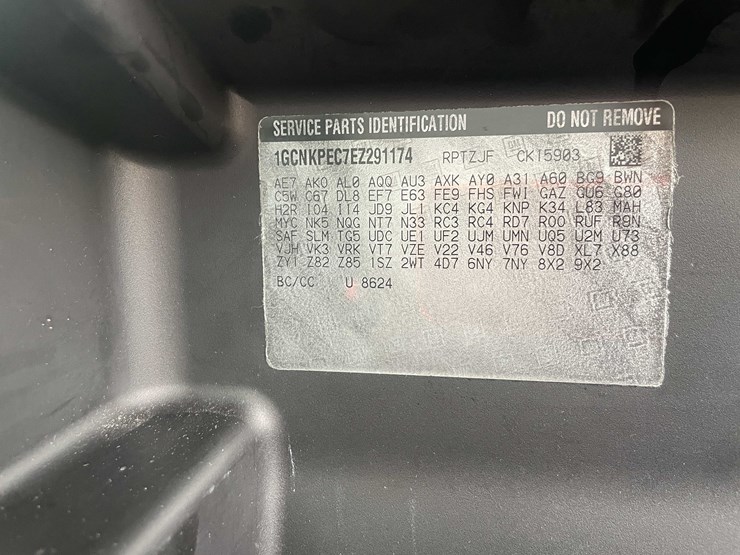 SERVICE PARTS IDENTIFICATION DO NOT REMOVE
1GCNKPEC7EZ291174 RPTZJF CK15903
AE7 AK0 AL0 AQQ AU3 AXK AY0 A31 A60 BG9 BWN
C5W C67 DL8 EF7 E63 FE9 FHS FWI GAZ QU6 G80
H2R I04 I14 JD9 JL1 KC4 KG4 KNP K34 L83 MAH
MYC NK5 NQG NT7 N33 RC3 RC4 RD7 R00 RUF R9N
SAF SLM TG5 UDC UE1 UF2 UJM UMN UQ5 U2M U73
VJH VK3 VRK VT7 VZE V22 V46 V76 V8D XL7 X88
ZY1 Z82 Z85 1SZ 2WT 4D7 6NY 7NY 8X2 9X2
BC/CC U 8624